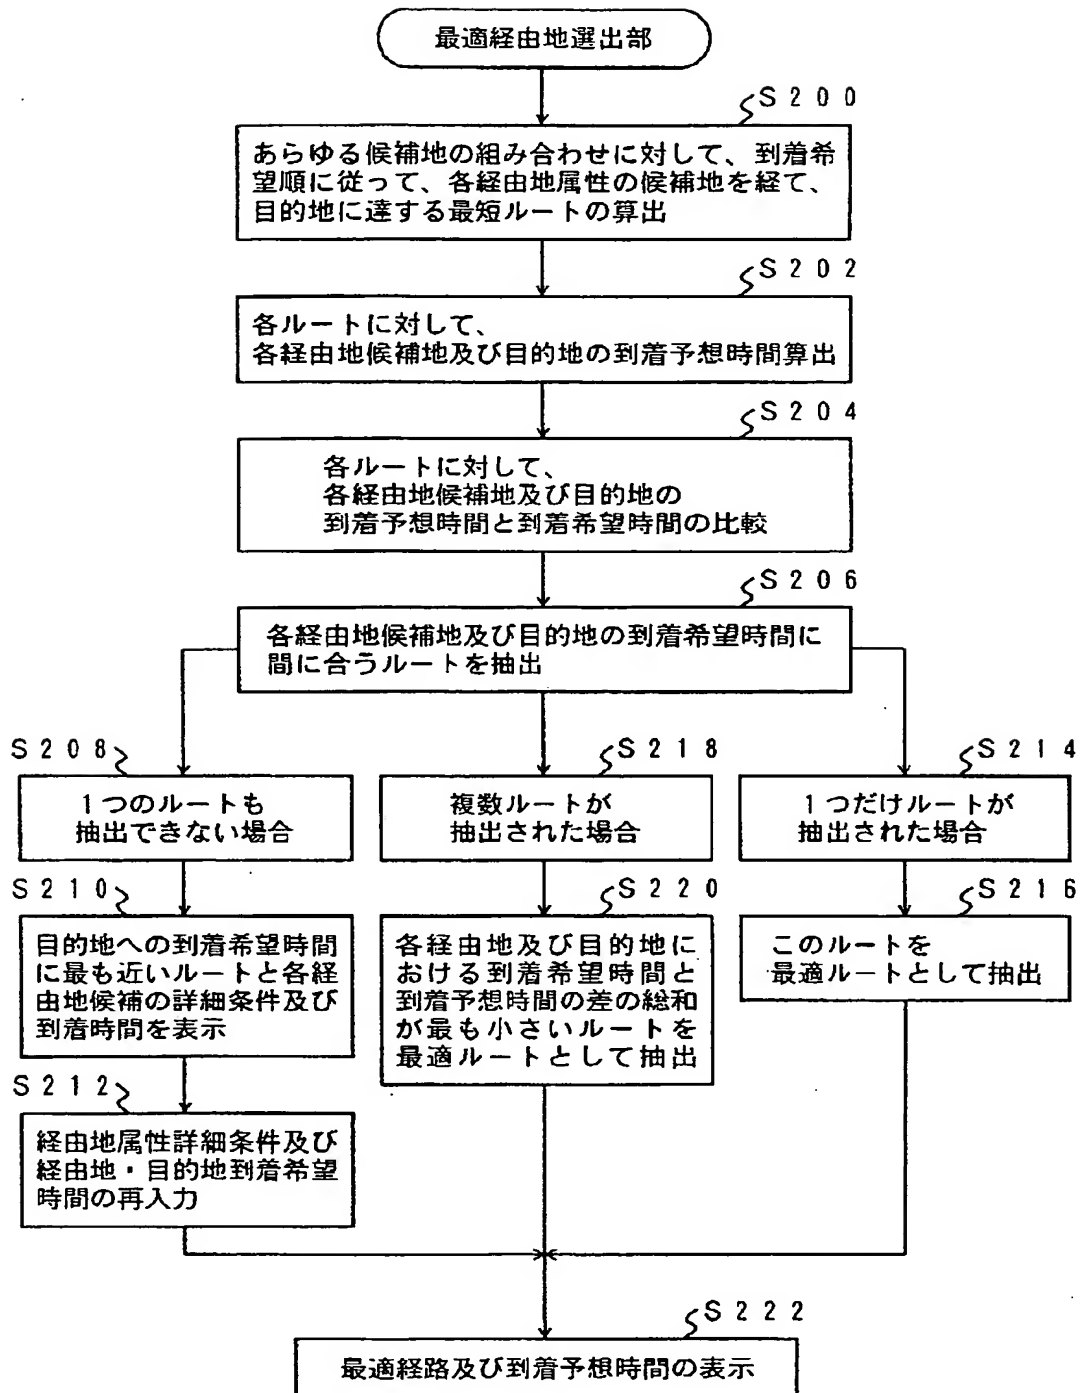 最適経由地選出部
S200
あらゆる候補地の組み合わせに対して、到着希
望順に従って、各経由地属性の候補地を経て、
目的地に達する最短ルートの算出
S202
各ルートに対して、
各経由地候補地及び目的地の到着予想時間算出
S204
各ルートに対して、
各経由地候補地及び目的地の
到着予想時間と到着希望時間の比較
S206
各経由地候補地及び目的地の到着希望時間に
間に合うルートを抽出
S208
1つのルートも
抽出できない場合
S210
目的地への到着希望時間
に最も近いルートと各経
由地候補の詳細条件及び
到着時間を表示
S212
経由地属性詳細条件及び
経由地・目的地到着希望
時間の再入力
S218
複数ルートが
抽出された場合
S220
各経由地及び目的地に
おける到着希望時間と
到着予想時間の差の総和
が最も小さいルートを
最適ルートとして抽出
S214
1つだけルートが
抽出された場合
S216
このルートを
最適ルートとして抽出
S222
最適経路及び到着予想時間の表示